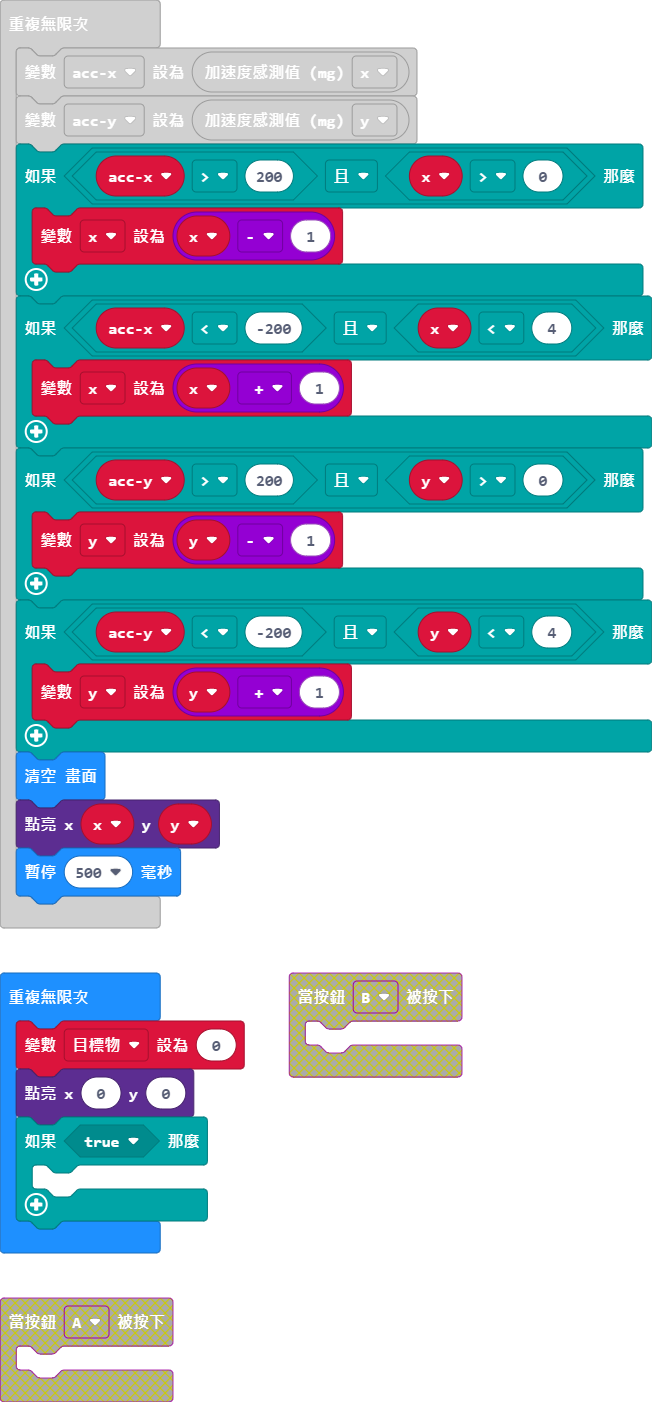 重複無限次
變數 acc-x 設為 加速度感測值 (mg) x
變數 acc-y 設為 加速度感測值 (mg) y
如果 acc-x > 200 且 x > 0 那麼
變數 x 設為 x - 1
如果 acc-x < -200 且 x < 4 那麼
變數 x 設為 x + 1
如果 acc-y > 200 且 y > 0 那麼
變數 y 設為 y - 1
如果 acc-y < -200 且 y < 4 那麼
變數 y 設為 y + 1
清空 畫面
點亮 x x y y
暫停 500 毫秒
重複無限次
變數 目標物 設為 0
點亮 x 0 y 0
如果 true 那麼
當按鈕 B 被按下
當按鈕 A 被按下